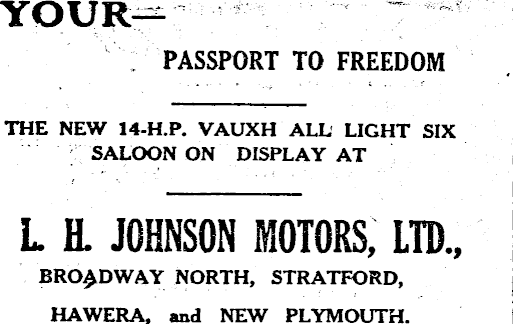 YOUR—
PASSPORT TO FREEDOM
THE NEW 14-H.P. VAUXH ALL LIGHT SIX
SALOON ON DISPLAY AT
L. H. JOHNSON MOTORS, LTD.,
BROADWAY NORTH, STRATFORD,
HAWERA, and NEW PLYMOUTH.